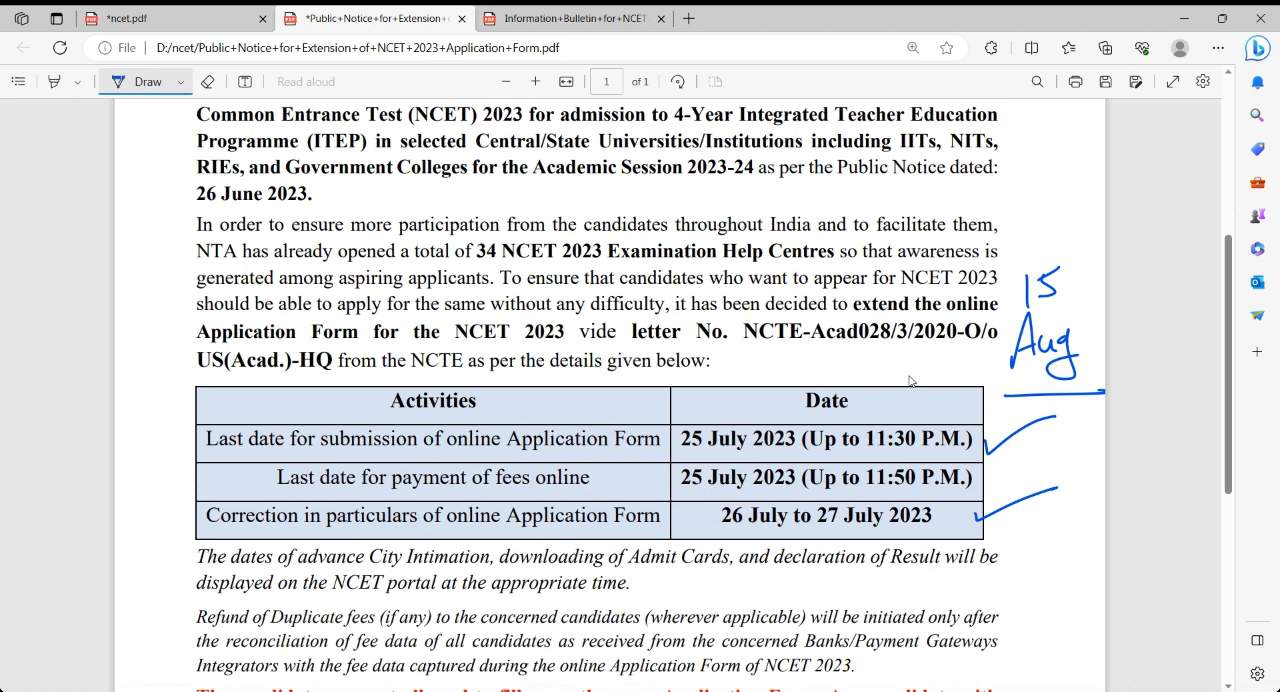 *ncet.pdf
*Public+Notice+for+Extension+
Information+Bulletin+for+NCET
File
D:/ncet/Public+Notice+for+Extension+of+NCET+2023+Application+Form.pdf
Draw
Read aloud
1 of 1
Common Entrance Test (NCET) 2023 for admission to 4-Year Integrated Teacher Education
Programme (ITEP) in selected Central/State Universities/Institutions including IITs, NITs,
RIEs, and Government Colleges for the Academic Session 2023-24 as per the Public Notice dated:
26 June 2023.
In order to ensure more participation from the candidates throughout India and to facilitate them,
NTA has already opened a total of 34 NCET 2023 Examination Help Centres so that awareness is
generated among aspiring applicants. To ensure that candidates who want to appear for NCET 2023
should be able to apply for the same without any difficulty, it has been decided to extend the online
Application Form for the NCET 2023 vide letter No. NCTE-Acad028/3/2020-O/o
US(Acad.)-HQ from the NCTE as per the details given below:
15
Aug
Activities Date
Last date for submission of online Application Form 25 July 2023 (Up to 11:30 P.M.)
Last date for payment of fees online 25 July 2023 (Up to 11:50 P.M.)
Correction in particulars of online Application Form 26 July to 27 July 2023
The dates of advance City Intimation, downloading of Admit Cards, and declaration of Result will be
displayed on the NCET portal at the appropriate time.
Refund of Duplicate fees (if any) to the concerned candidates (wherever applicable) will be initiated only after
the reconciliation of fee data of all candidates as received from the concerned Banks/Payment Gateways
Integrators with the fee data captured during the online Application Form of NCET 2023.